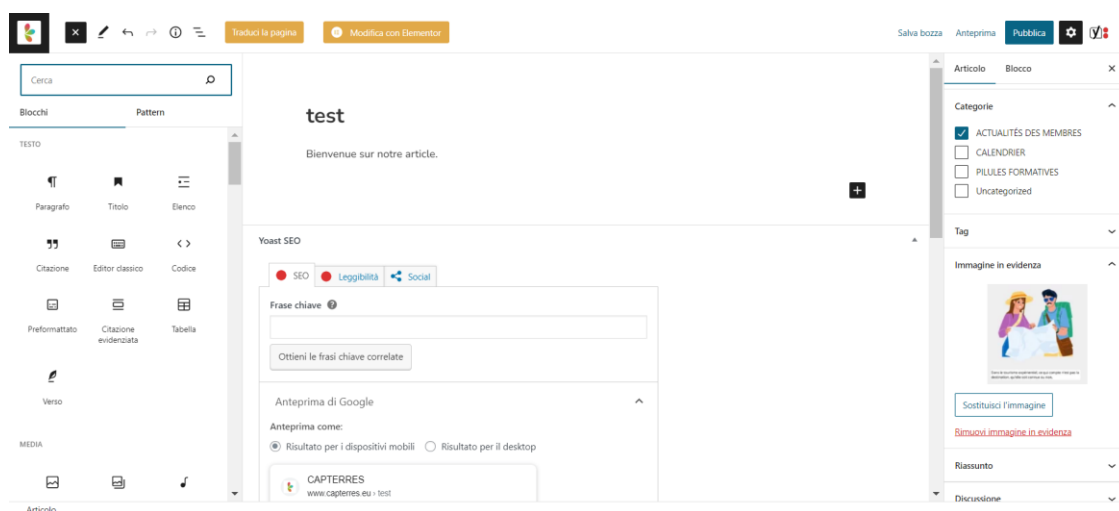 Traduci la pagina
Modifica con Elementor
Salva bozza
Anteprima
Pubblica
Cerca
Blocchi
Pattern
TESTO
Paragrafo
Titolo
Elenco
Citazione
Editor classico
Codice
Preformattato
Citazione
evidenziata
Tabella
Verso
MEDIA
Articolo
test
Bienvenue sur notre article.
Yoast SEO
SEO
Leggibilità
Social
Frase chiave
Ottieni le frasi chiave correlate
Anteprima di Google
Anteprima come:
Risultato per i dispositivi mobili
Risultato per il desktop
CAPTERRES
www.capterres.eu › test
Articolo
Blocco
Categorie
ACTUALITÉS DES MEMBRES
CALENDRIER
PILULES FORMATIVES
Uncategorized
Tag
Immagine in evidenza
Sostituisci l'immagine
Rimuovi immagine in evidenza
Riassunto
Discussione